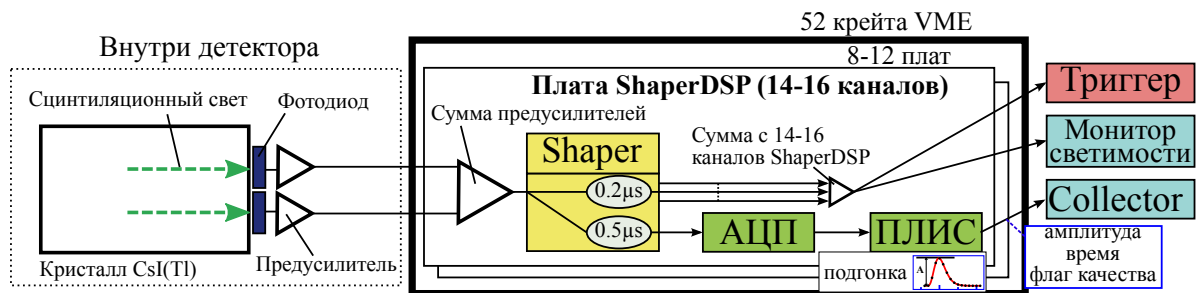 52 крейта VME
Внутри детектора
8-12 плат
Плата ShaperDSP (14-16 каналов)
Сцинтиляционный свет
Фотодиод
Сумма предусилителей
Shaper
0.2µs
0.5µs
Сумма с 14-16
каналов ShaperDSP
АЦП
ПЛИС
Триггер
Монитор
светимости
Collector
Кристалл CsI(Tl)
Предусилитель
подгонка
A
амплитуда
время
флаг качества